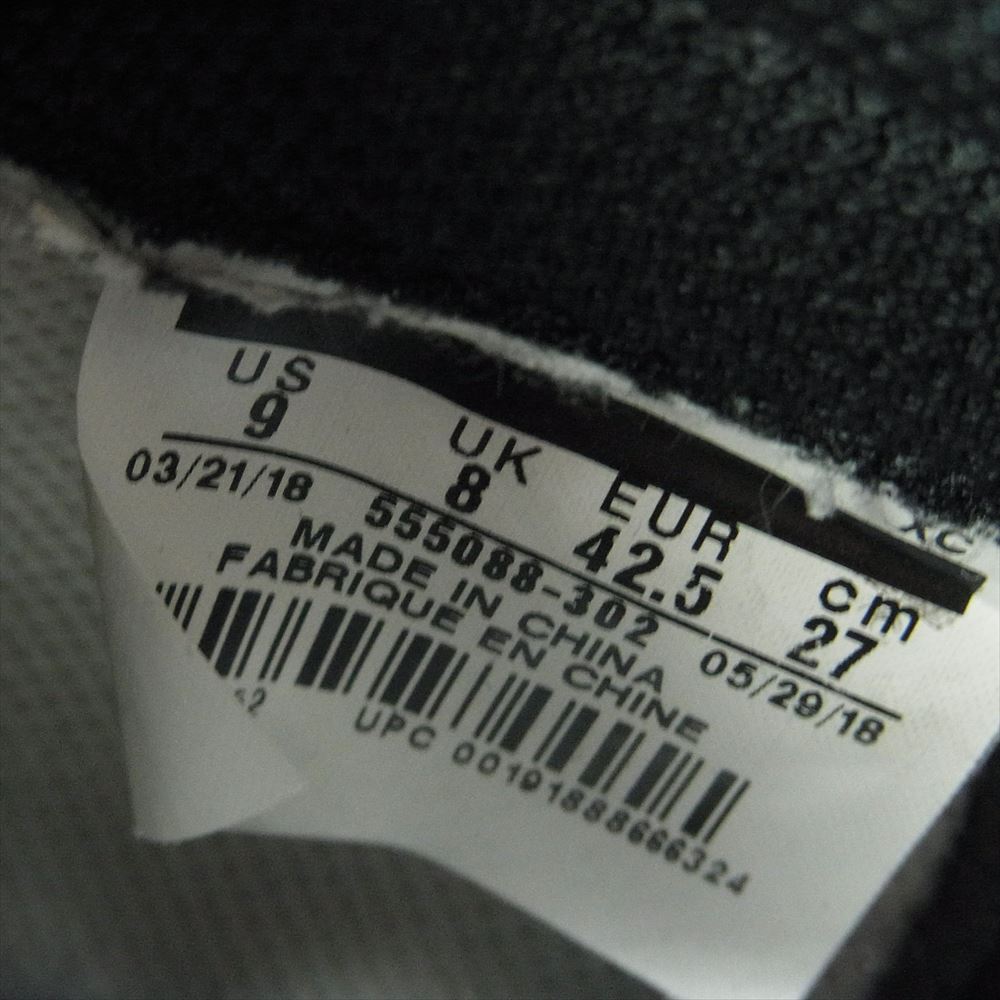 XC
US UK EUR cm
9 8 42.5 27
03/21/18 555088-302 05/29/18
MADE IN CHINA
FABRIQUE EN CHINE
UPC 00191888666324